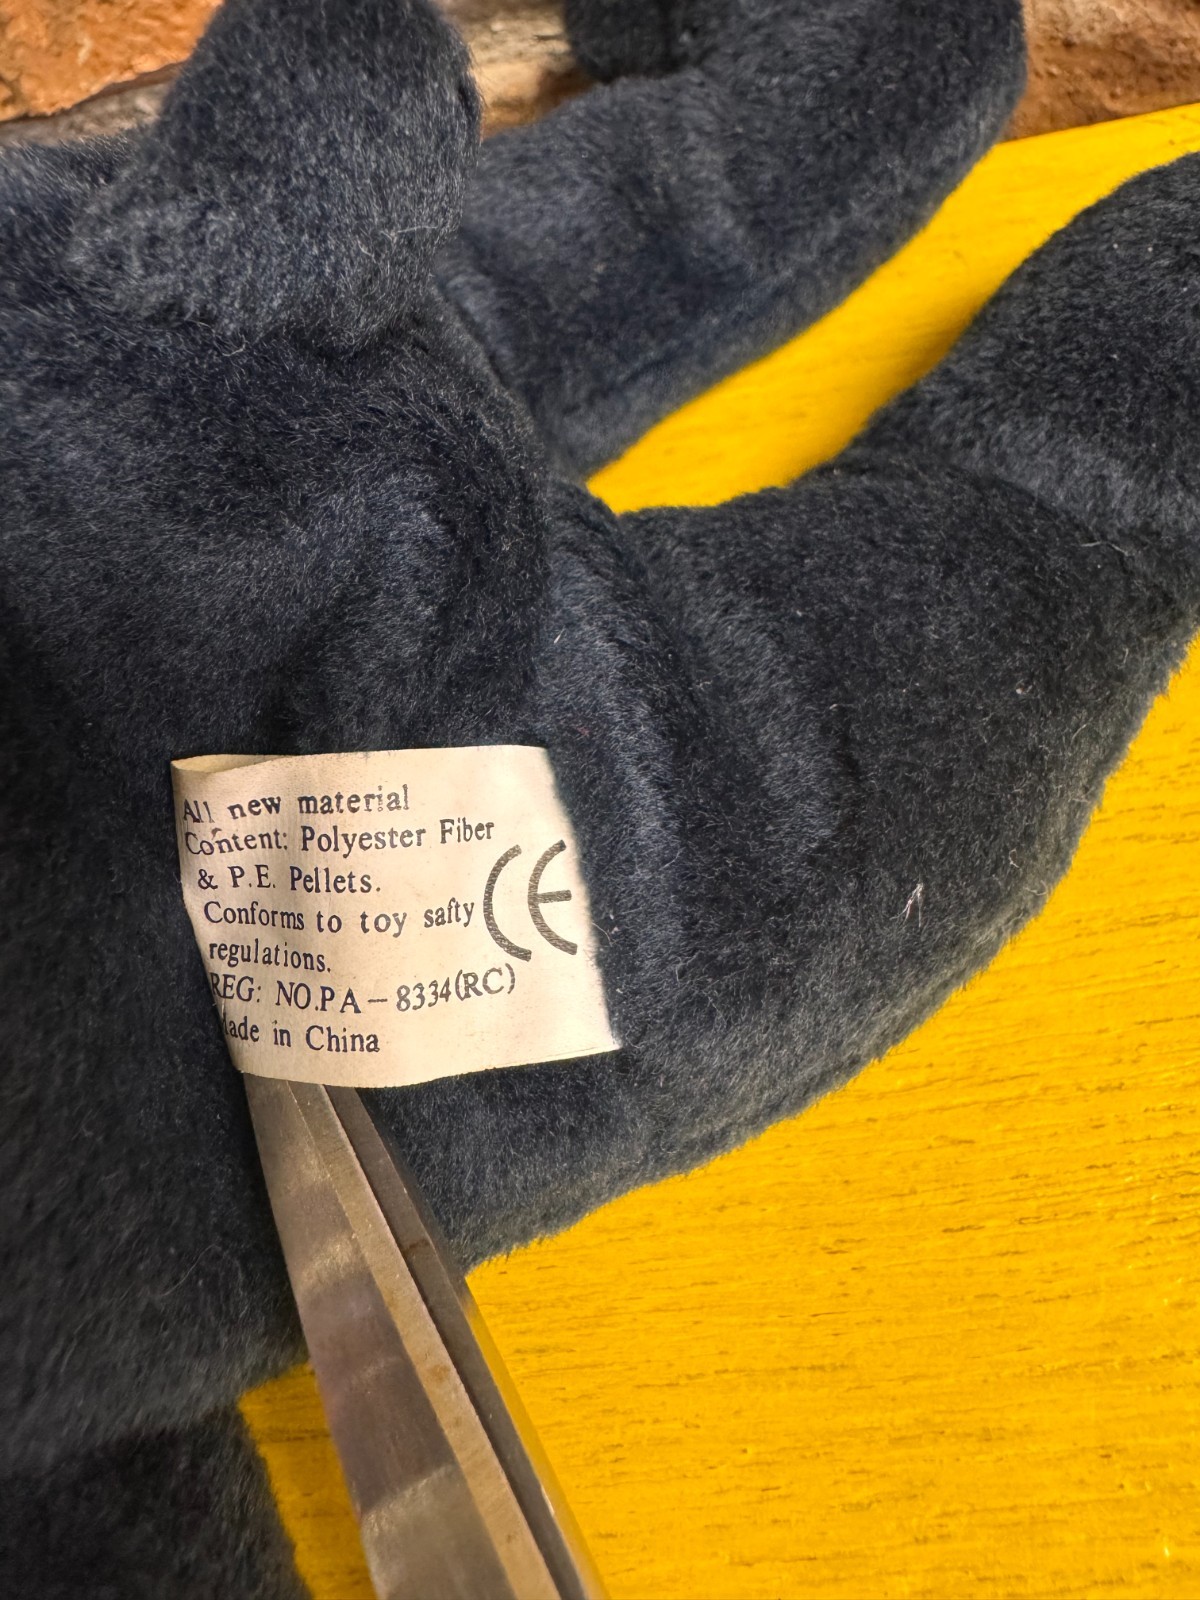 All new material
Content: Polyester Fiber
& P.E. Pellets.
Conforms to toy safty CE
regulations.
REG: NO.PA-8334(RC)
Made in China